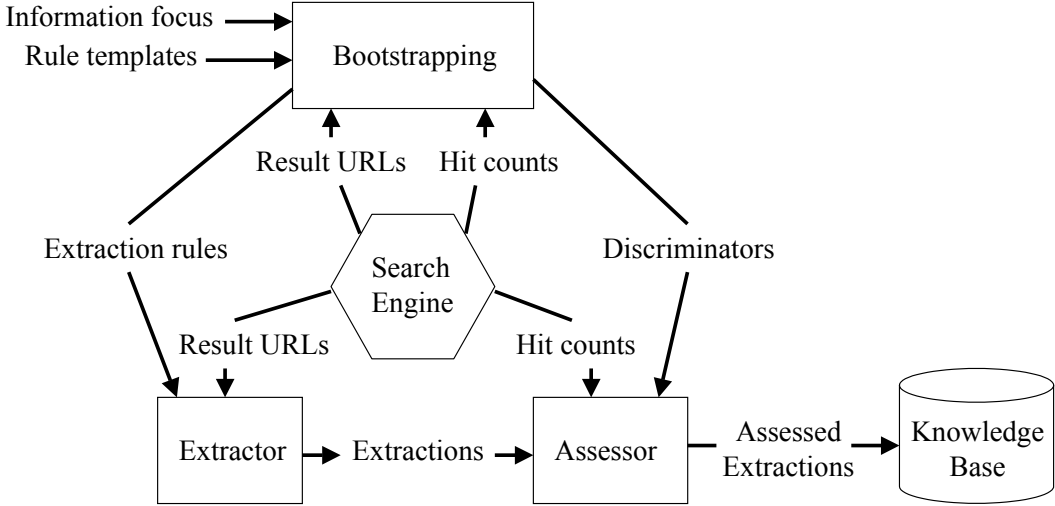 Information focus
Rule templates
Bootstrapping
Result URLs
Hit counts
Extraction rules
Search
Engine
Discriminators
Result URLs
Hit counts
Extractor
Extractions
Assessor
Assessed
Extractions
Knowledge
Base